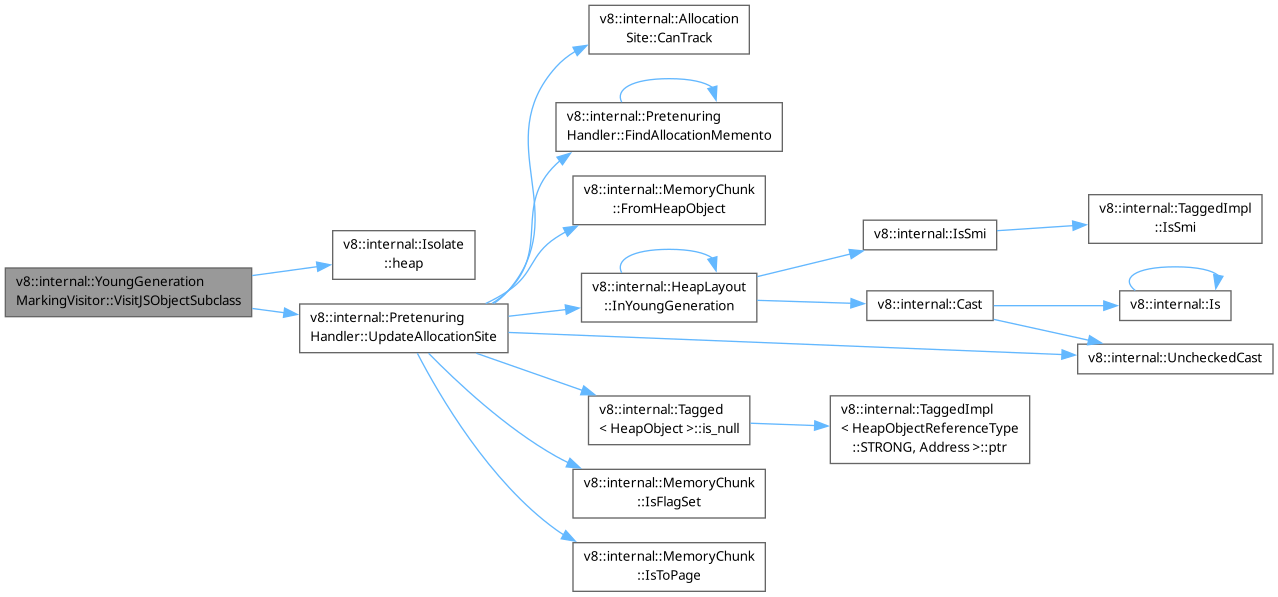 v8::internal::YoungGeneration
MarkingVisitor::VisitJSObjectSubclass
v8::internal::Isolate
::heap
v8::internal::Pretenuring
Handler::UpdateAllocationSite
v8::internal::Allocation
Site::CanTrack
v8::internal::Pretenuring
Handler::FindAllocationMemento
v8::internal::MemoryChunk
::FromHeapObject
v8::internal::HeapLayout
::InYoungGeneration
v8::internal::IsSmi
v8::internal::TaggedImpl
::IsSmi
v8::internal::Cast
v8::internal::Is
v8::internal::UncheckedCast
v8::internal::Tagged
< HeapObject >::is_null
v8::internal::TaggedImpl
< HeapObjectReferenceType
::STRONG, Address >::ptr
v8::internal::MemoryChunk
::IsFlagSet
v8::internal::MemoryChunk
::IsToPage